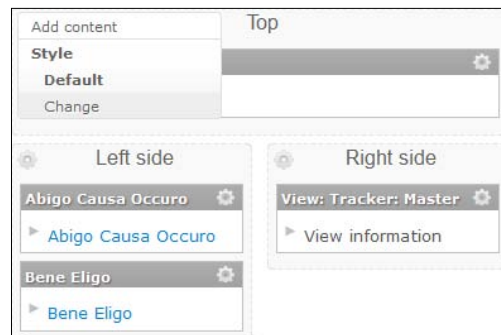 Add content
Top
Style
Default
Change
Left side
Right side
Abigo Causa Occuro
View: Tracker: Master
Abigo Causa Occuro
View information
Bene Eligo
Bene Eligo